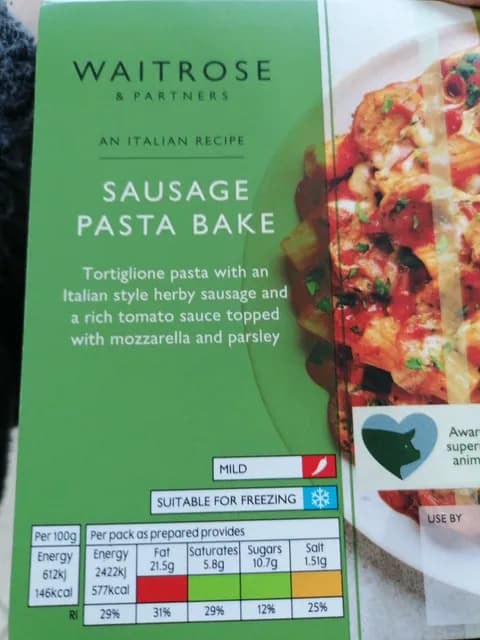 WAITROSE
& PARTNERS
AN ITALIAN RECIPE
SAUSAGE
PASTA BAKE
Tortiglione pasta with an
Italian style herby sausage and
a rich tomato sauce topped
with mozzarella and parsley
Awar
super
anim
MILD
SUITABLE FOR FREEZING
USE BY
Per 100g Per pack as prepared provides
Energy Energy Fat Saturates Sugars Salt
612kJ 2422kJ 21.5g 5.8g 10.7g 1.51g
146kcal 577kcal
RI 29% 31% 29% 12% 25%